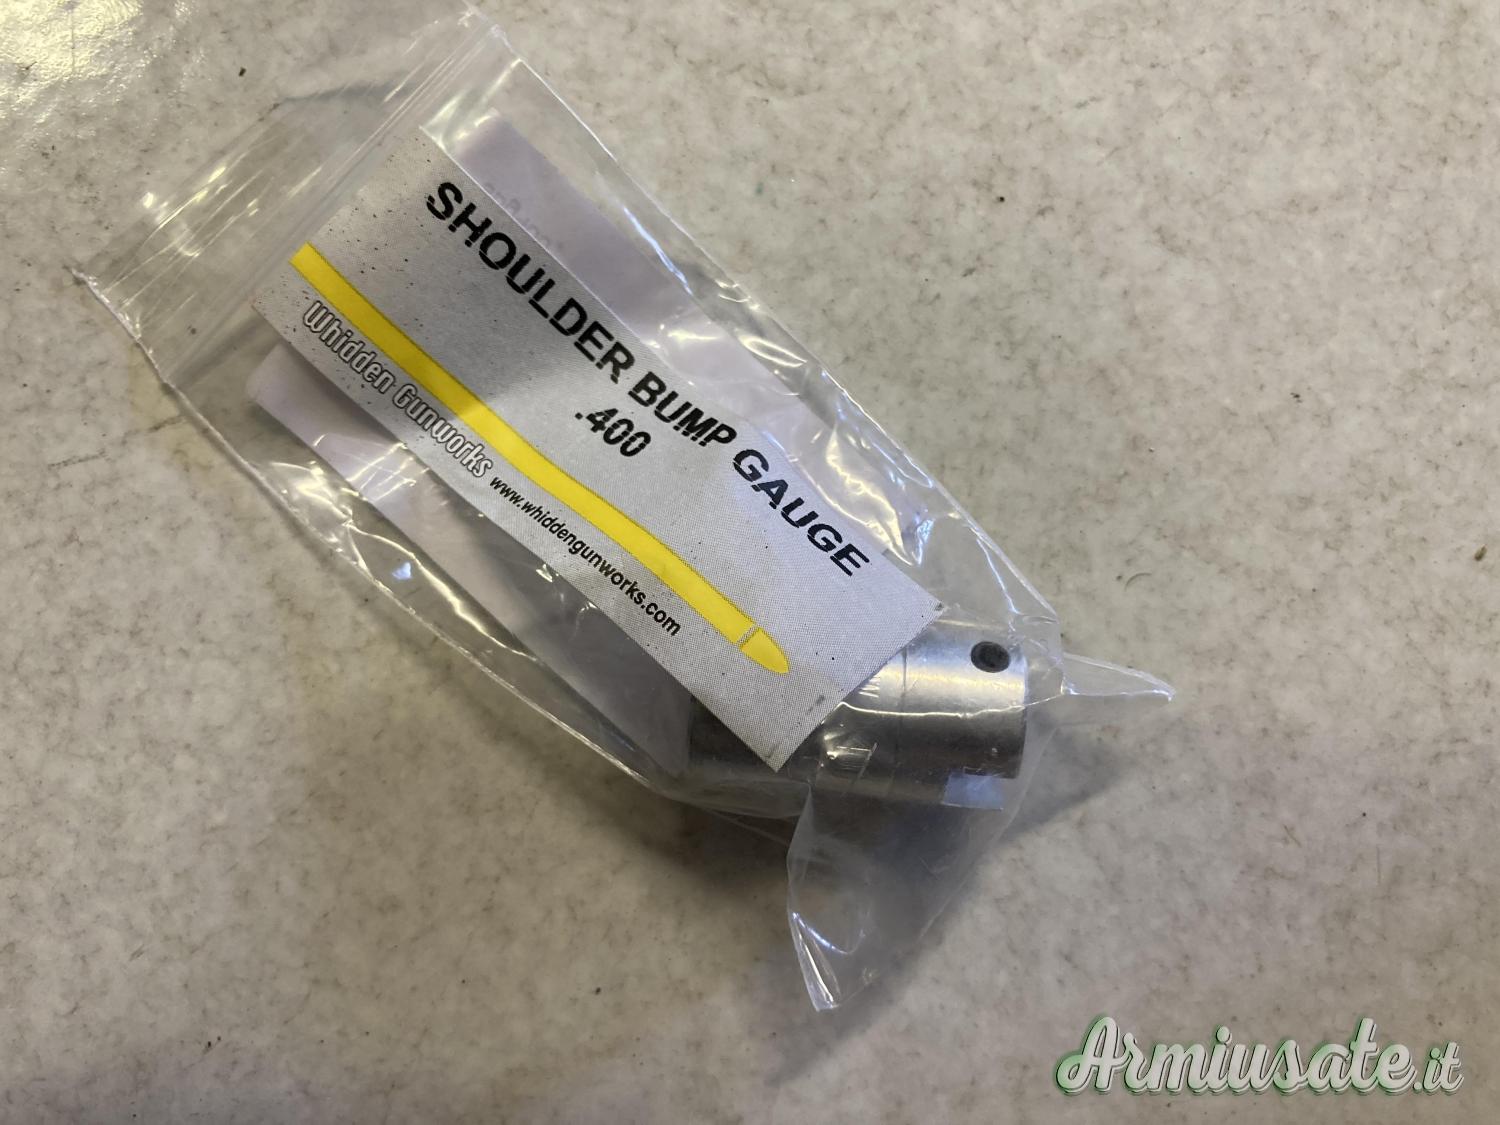 SHOULDER BUMP GAUGE
.400
Whidden Gunworks www.whiddengunworks.com
Armiusate.it